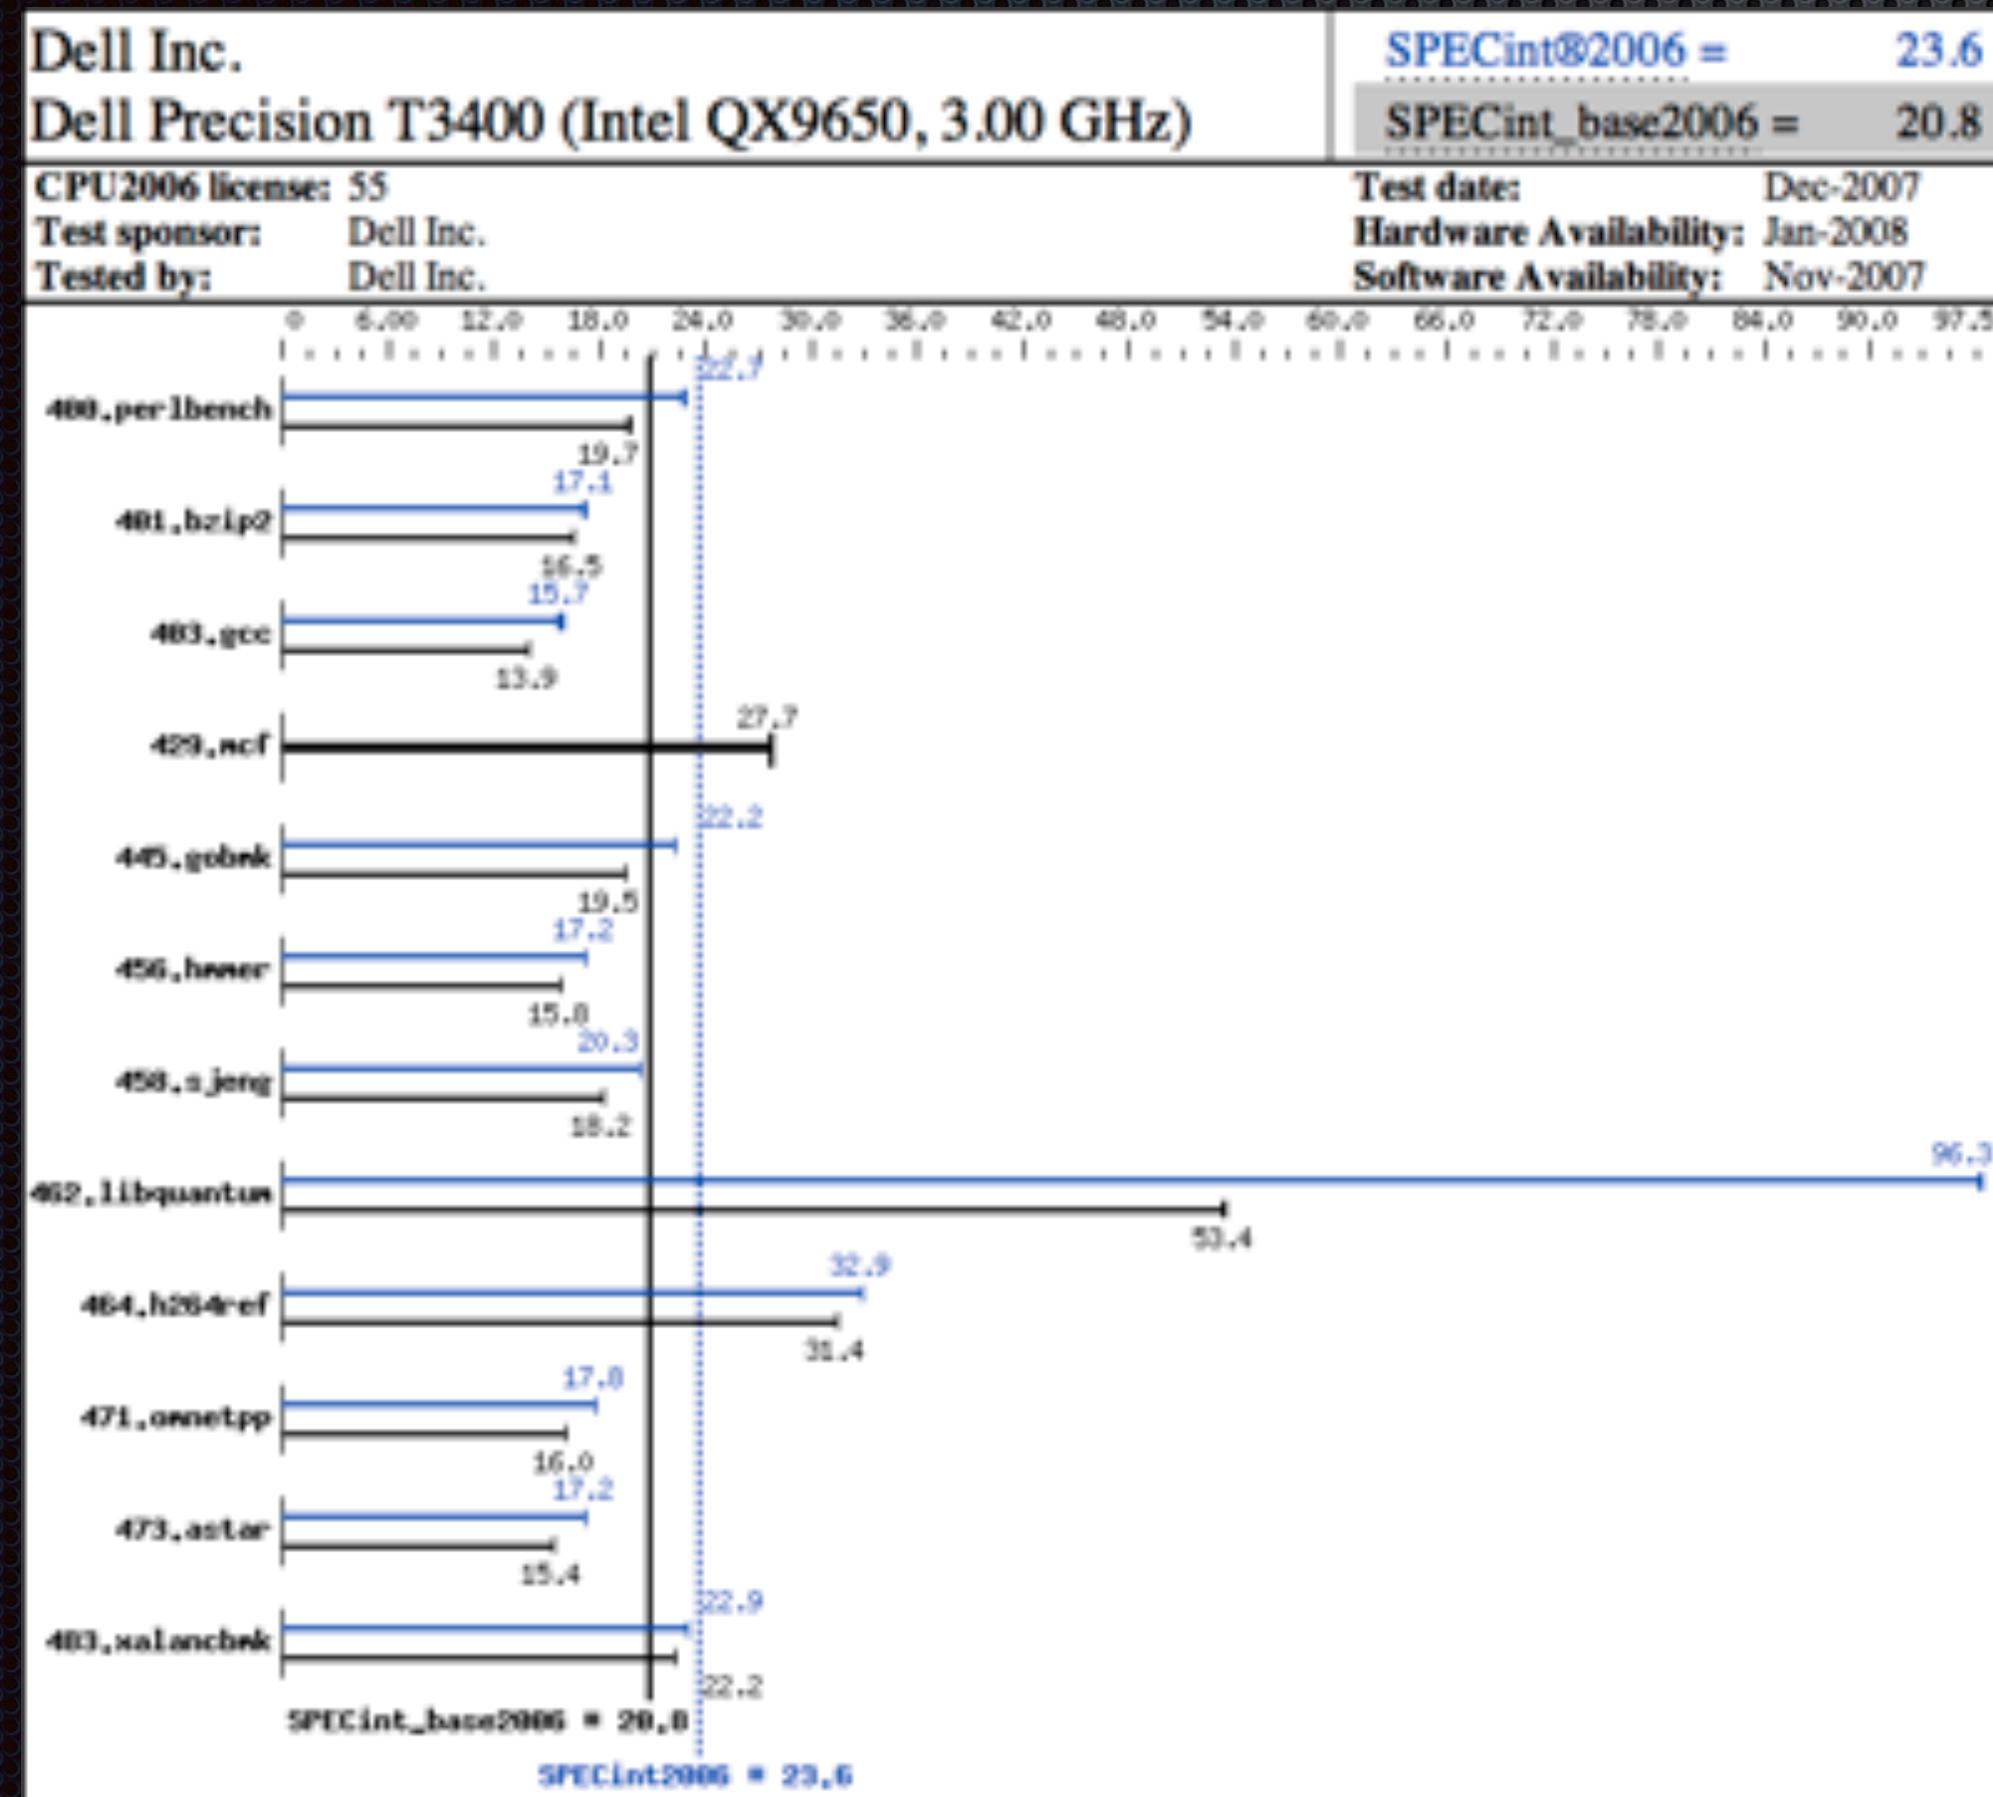 Dell Inc.
SPECint®2006 = 23.6
Dell Precision T3400 (Intel QX9650, 3.00 GHz)
SPECint_base2006 = 20.8
CPU2006 license: 55
Test date: Dec-2007
Test sponsor: Dell Inc.
Hardware Availability: Jan-2008
Tested by: Dell Inc.
Software Availability: Nov-2007
0 6.00 12.0 18.0 24.0 30.0 36.0 42.0 48.0 54.0 60.0 66.0 72.0 78.0 84.0 90.0 97.5
22.7
400.perlbench
19.7
17.1
401.bzip2
16.5
15.7
403.gcc
13.9
27.7
429.mcf
22.2
445.gobmk
19.5
17.2
456.hmmer
15.8
20.3
458.sjeng
18.2
96.3
462.libquantum
53.4
32.9
464.h264ref
31.4
17.8
471.omnetpp
16.0
17.2
473.astar
15.4
22.9
483.xalancbmk
22.2
SPECint_base2006 = 20.8
SPECint2006 = 23.6